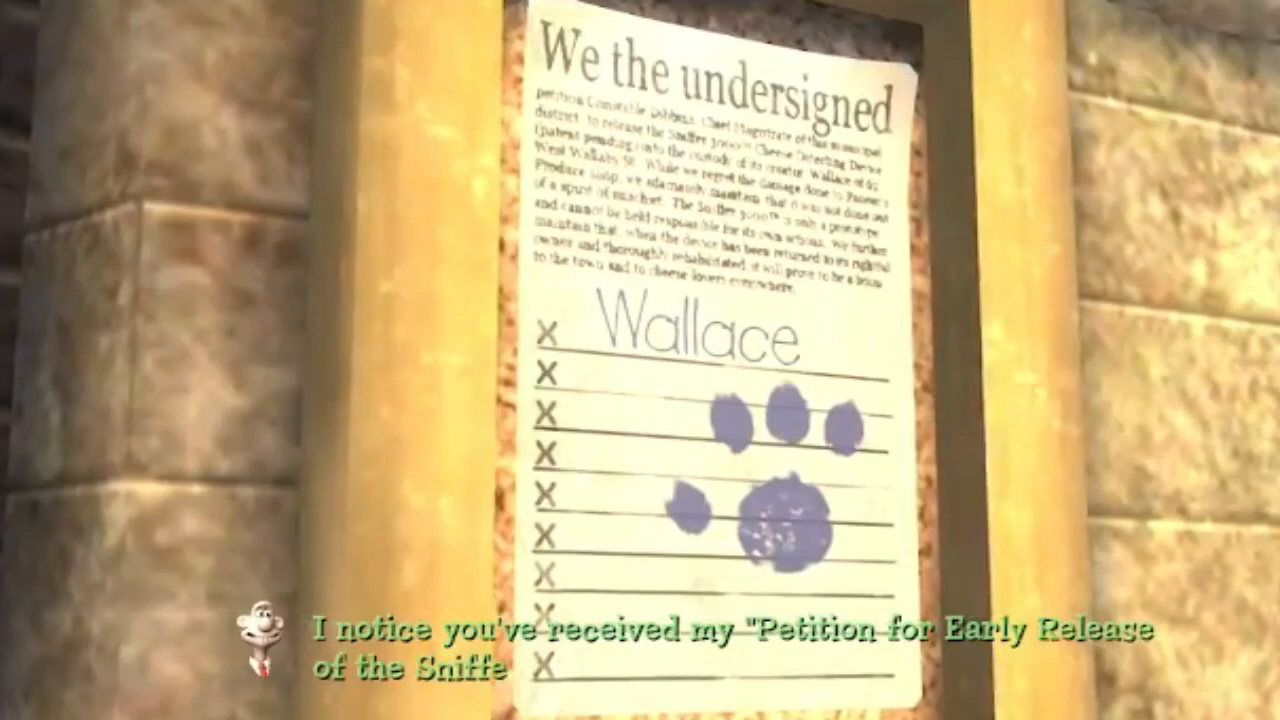 We the undersigned
petition Constable Dibbins, Chief Magistrate of this municipal
district, to release the Sniffer 3000™ Cheese Detecting Device
(patent pending) into the custody of its creator Wallace of 62
West Wallaby St. While we regret the damage done to Paneer's
Produce shop, we adamantly maintain that it was not done out
of a spirit of mischief. The Sniffer 3000™ is only a prototype
and cannot be held responsible for its own actions. We further
maintain that, when the device has been returned to its rightful
owner and thoroughly rehabilitated, it will prove to be a boon
to the town and to cheese lovers everywhere.
X Wallace
X
X
X
X
X
X
X
X
I notice you've received my "Petition for Early Release
of the Sniffe